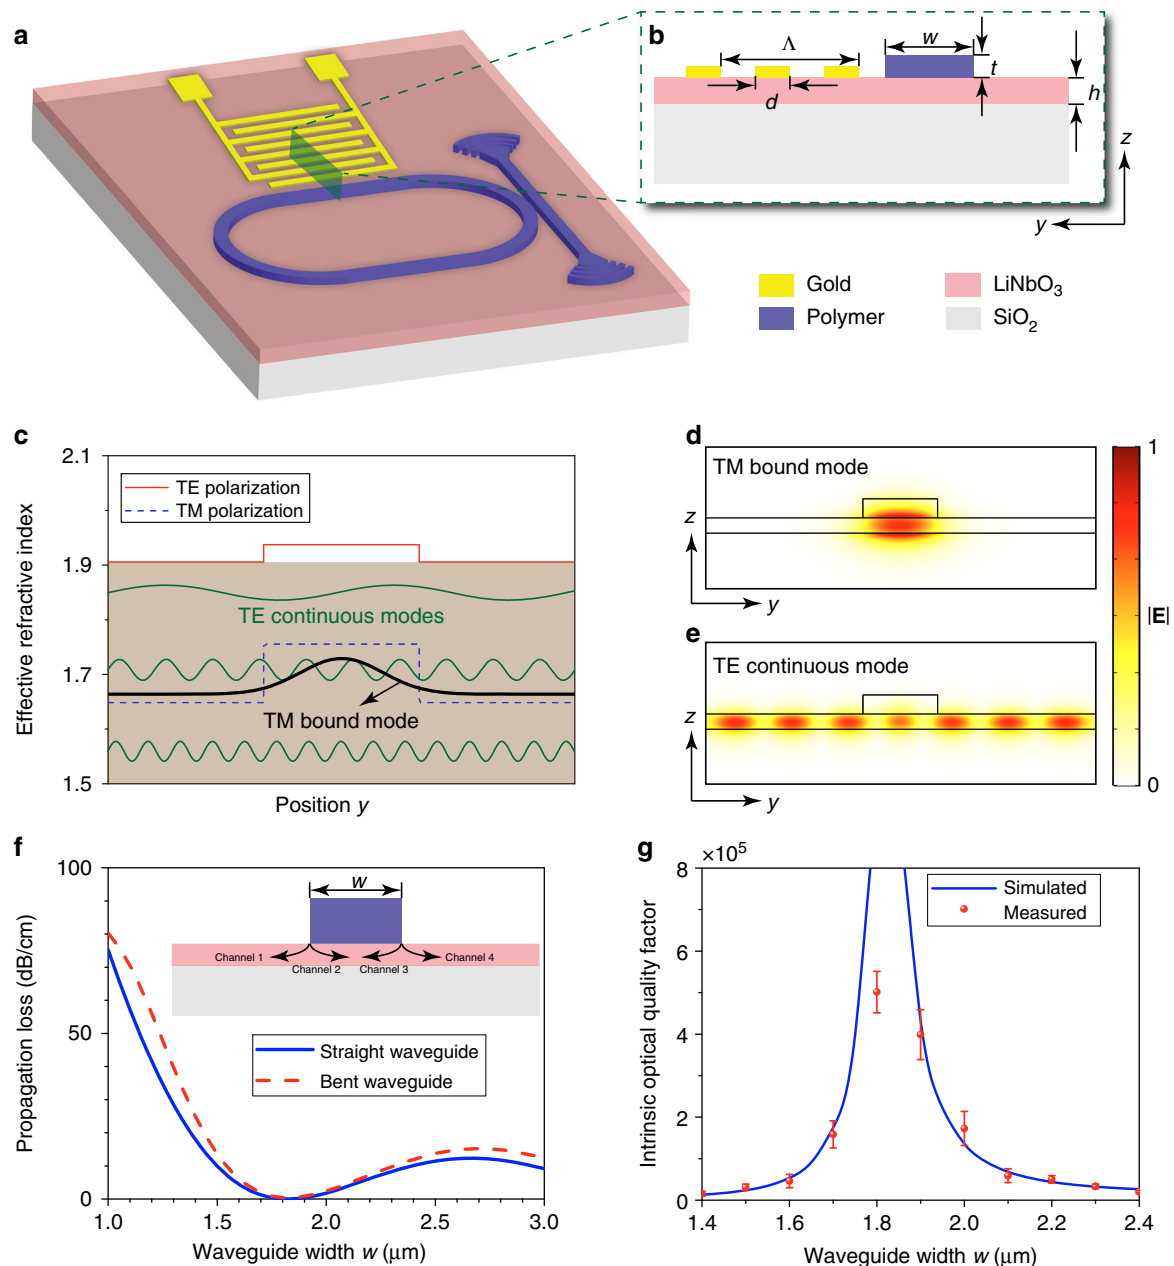 a
b
Λ
w
t
d
h
z
y
Gold
LiNbO3
Polymer
SiO2
c
2.1
1.9
1.7
1.5
Effective refractive index
TE polarization
TM polarization
TE continuous modes
TM bound mode
Position y
d
TM bound mode
z
y
e
TE continuous mode
z
y
1
|E|
0
f
100
50
0
Propagation loss (dB/cm)
w
Channel 1
Channel 2
Channel 3
Channel 4
Straight waveguide
Bent waveguide
1.0
1.5
2.0
2.5
3.0
Waveguide width w (μm)
g
×10^5
8
6
4
2
0
Intrinsic optical quality factor
Simulated
Measured
1.4
1.6
1.8
2.0
2.2
2.4
Waveguide width w (μm)